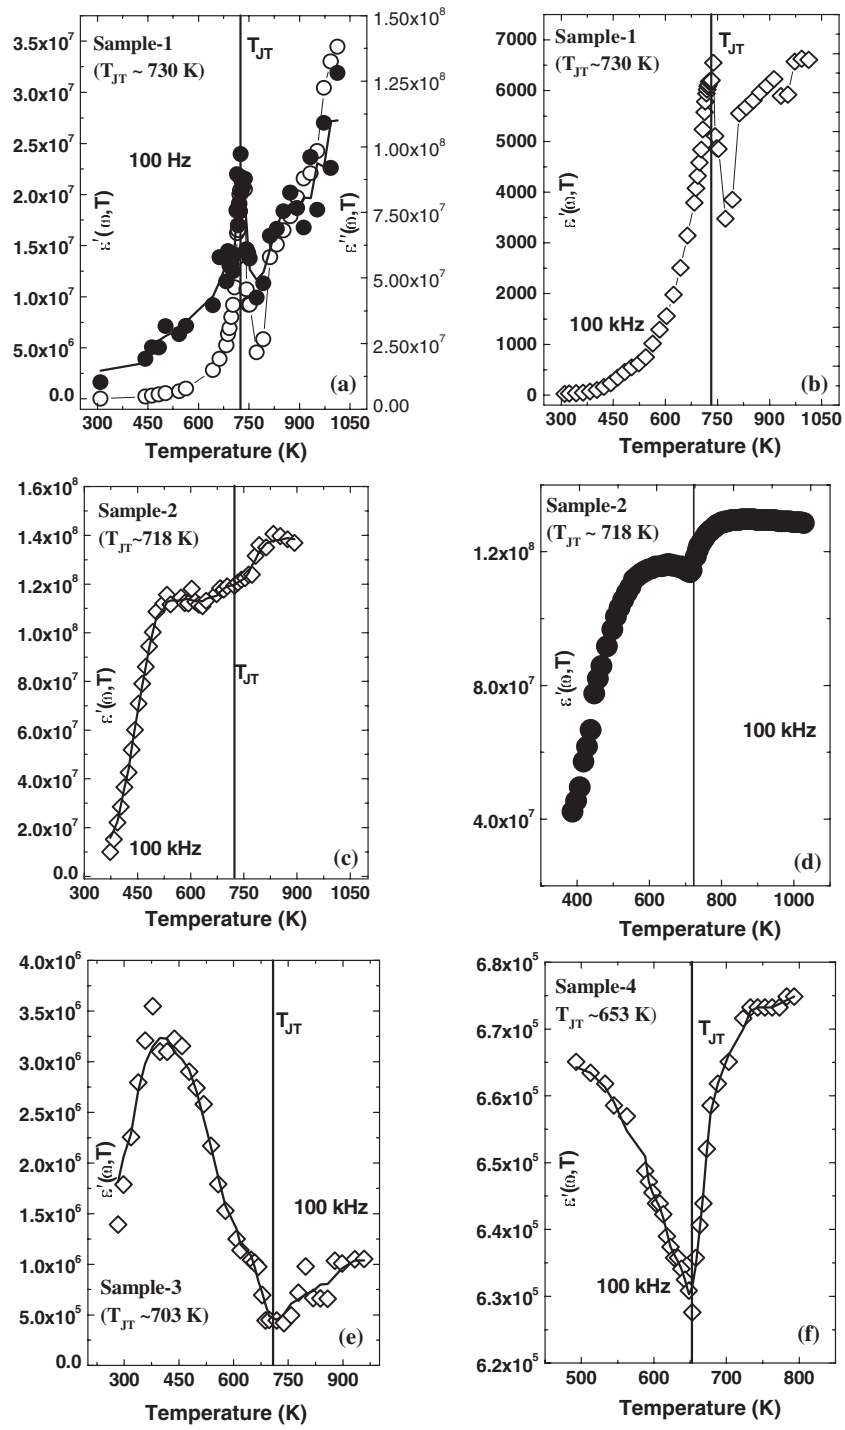 Sample-1
(T_JT ~ 730 K)
T_JT
100 Hz
ε'(ω,T)
ε''(ω,T)
3.5x10⁷
3.0x10⁷
2.5x10⁷
2.0x10⁷
1.5x10⁷
1.0x10⁷
5.0x10⁶
0.0
1.50x10⁸
1.25x10⁸
1.00x10⁸
7.50x10⁷
5.00x10⁷
2.50x10⁷
0.00
(a)
300 450 600 750 900 1050
Temperature (K)
Sample-1
(T_JT ~730 K)
T_JT
7000
6000
5000
4000
3000
2000
1000
0
ε'(ω,T)
100 kHz
(b)
300 450 600 750 900 1050
Temperature (K)
1.6x10⁸
1.4x10⁸
1.2x10⁸
1.0x10⁸
8.0x10⁷
6.0x10⁷
4.0x10⁷
2.0x10⁷
0.0
Sample-2
(T_JT~718 K)
T_JT
ε'(ω,T)
100 kHz
(c)
300 450 600 750 900 1050
Temperature (K)
Sample-2
(T_JT ~ 718 K)
1.2x10⁸
8.0x10⁷
4.0x10⁷
ε'(ω,T)
100 kHz
(d)
400 600 800 1000
Temperature (K)
4.0x10⁶
3.5x10⁶
3.0x10⁶
2.5x10⁶
2.0x10⁶
1.5x10⁶
1.0x10⁶
5.0x10⁵
0.0
T_JT
ε'(ω,T)
100 kHz
Sample-3
(T_JT ~703 K)
(e)
300 450 600 750 900
Temperature (K)
6.8x10⁵
6.7x10⁵
6.6x10⁵
6.5x10⁵
6.4x10⁵
6.3x10⁵
6.2x10⁵
Sample-4
T_JT ~653 K)
T_JT
ε'(ω,T)
100 kHz
(f)
500 600 700 800
Temperature (K)